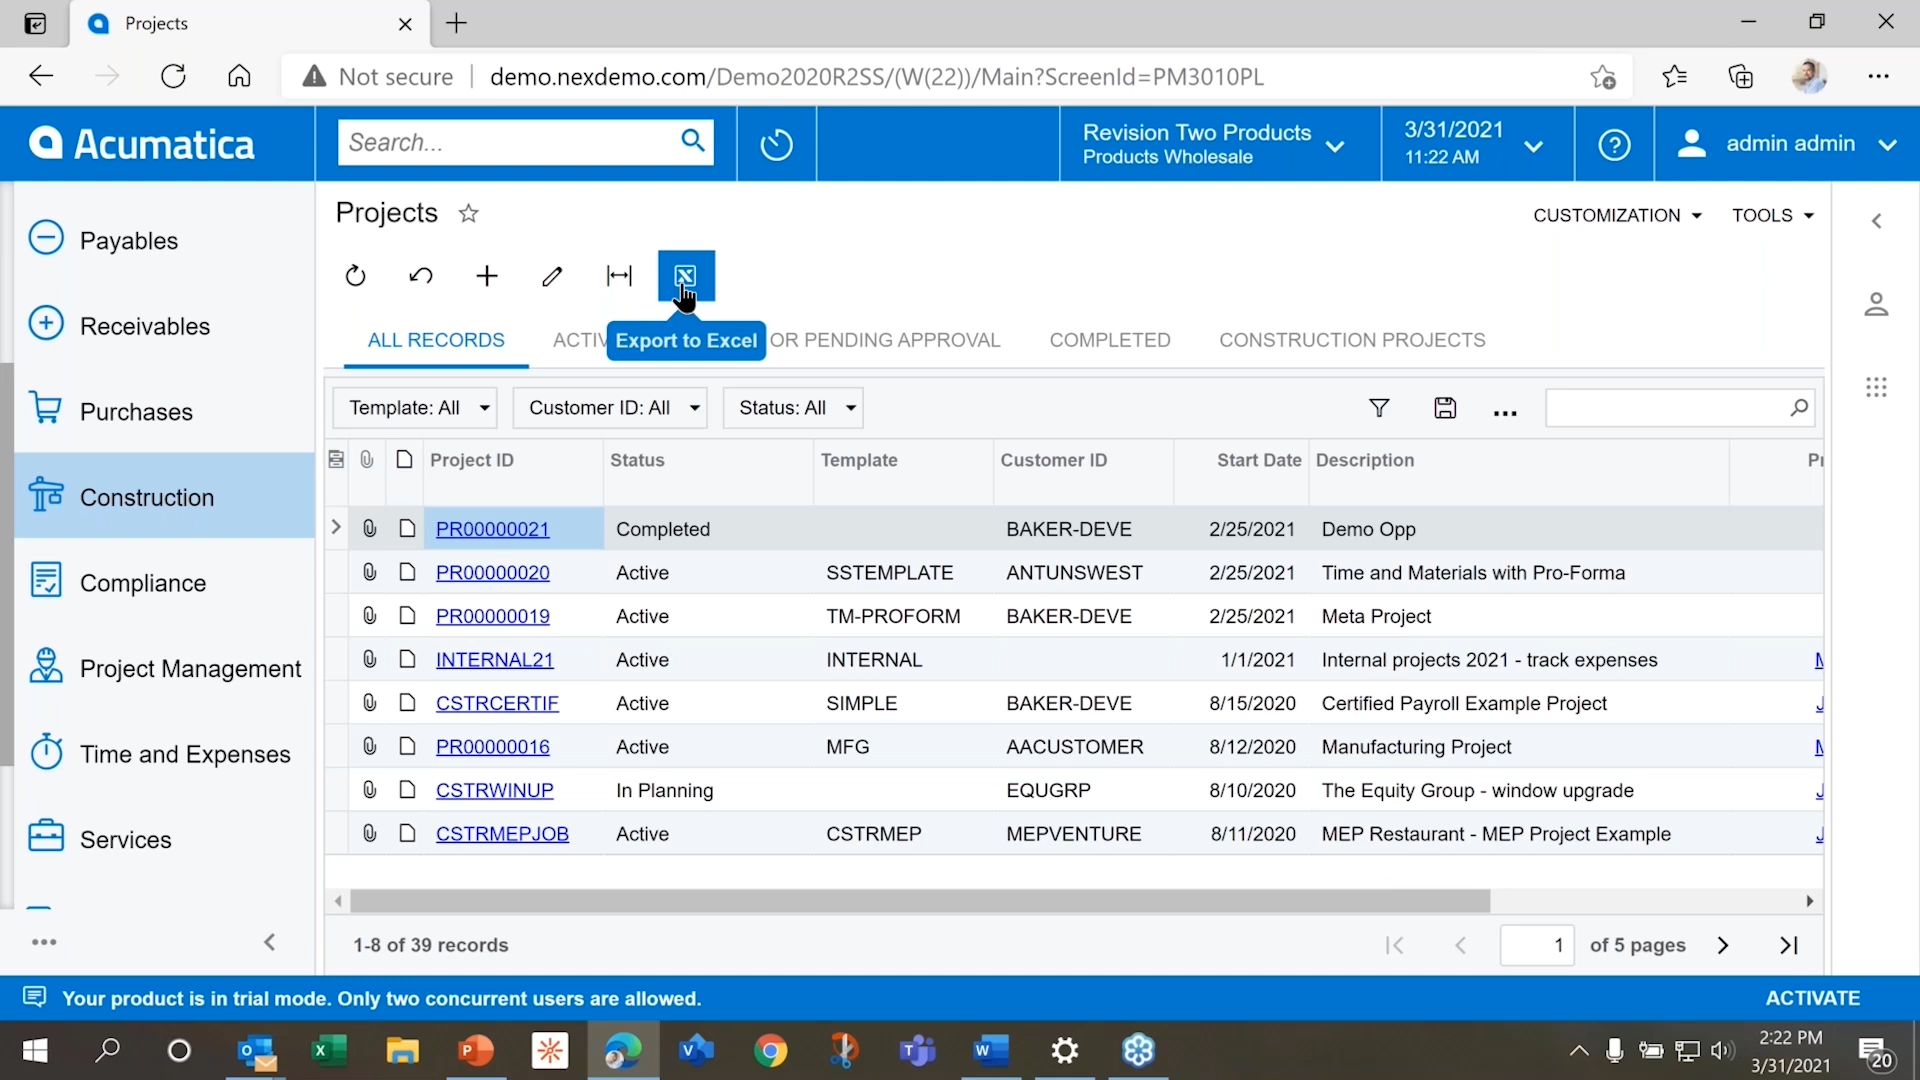 Projects
Not secure
demo.nexdemo.com/Demo2020R2SS/(W(22))/Main?ScreenId=PM3010PL
Acumatica
Search...
Revision Two Products
Products Wholesale
3/31/2021
11:22 AM
admin admin
Payables
Receivables
Purchases
Construction
Compliance
Project Management
Time and Expenses
Services
Projects
CUSTOMIZATION
TOOLS
Export to Excel
ALL RECORDS
ACTIV
OR PENDING APPROVAL
COMPLETED
CONSTRUCTION PROJECTS
Template: All
Customer ID: All
Status: All
Project ID Status Template Customer ID Start Date Description
PR00000021 Completed BAKER-DEVE 2/25/2021 Demo Opp
PR00000020 Active SSTEMPLATE ANTUNSWEST 2/25/2021 Time and Materials with Pro-Forma
PR00000019 Active TM-PROFORM BAKER-DEVE 2/25/2021 Meta Project
INTERNAL21 Active INTERNAL 1/1/2021 Internal projects 2021 - track expenses
CSTRCERTIF Active SIMPLE BAKER-DEVE 8/15/2020 Certified Payroll Example Project
PR00000016 Active MFG AACUSTOMER 8/12/2020 Manufacturing Project
CSTRWINUP In Planning EQUGRP 8/10/2020 The Equity Group - window upgrade
CSTRMEPJOB Active CSTRMEP MEPVENTURE 8/11/2020 MEP Restaurant - MEP Project Example
1-8 of 39 records
1 of 5 pages
Your product is in trial mode. Only two concurrent users are allowed.
ACTIVATE
2:22 PM
3/31/2021
20